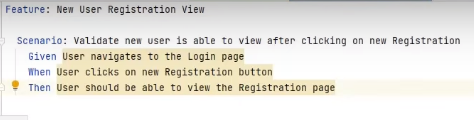 Feature: New User Registration View
Scenario: Validate new user is able to view after clicking on new Registration
Given User navigates to the Login page
When User clicks on new Registration button
Then User should be able to view the Registration page